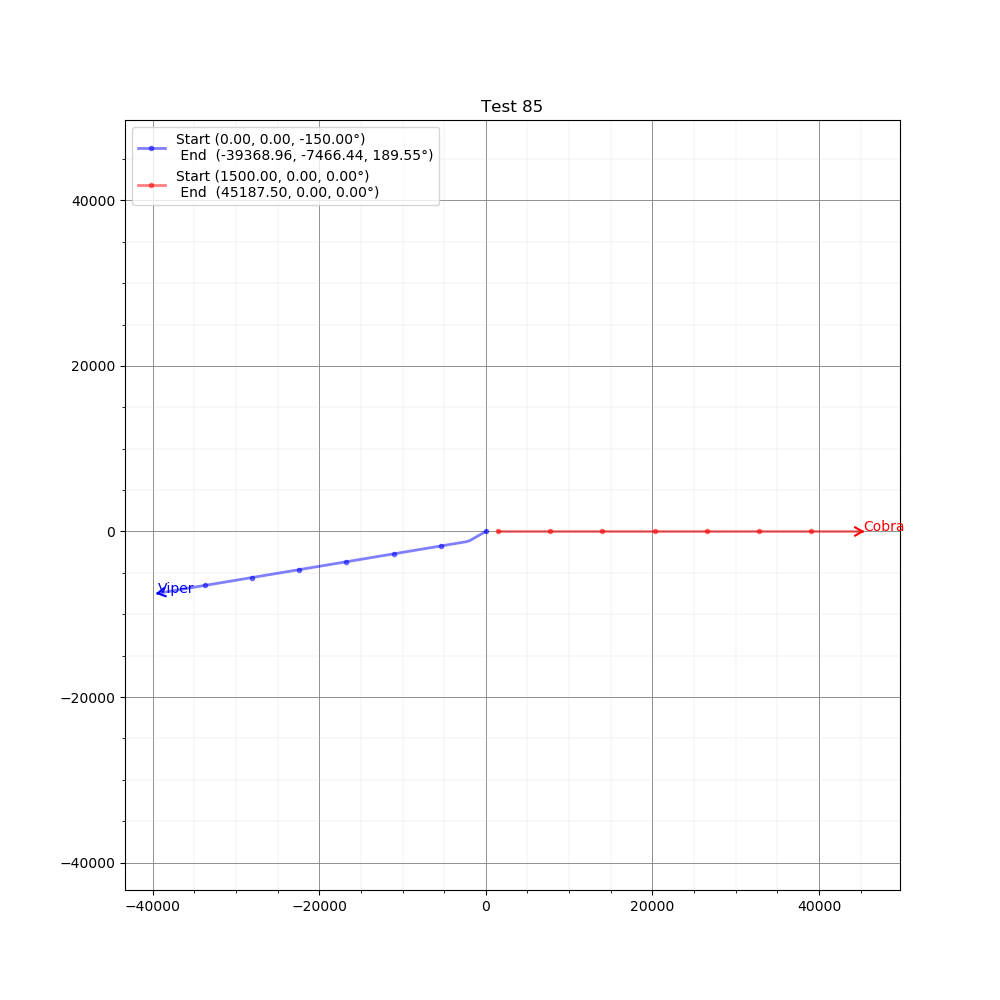 Test 85
Start (0.00, 0.00, -150.00°)
End  (-39368.96, -7466.44, 189.55°)
Start (1500.00, 0.00, 0.00°)
End  (45187.50, 0.00, 0.00°)
40000
20000
0
−20000
−40000
Cobra
Viper
−40000
−20000
0
20000
40000